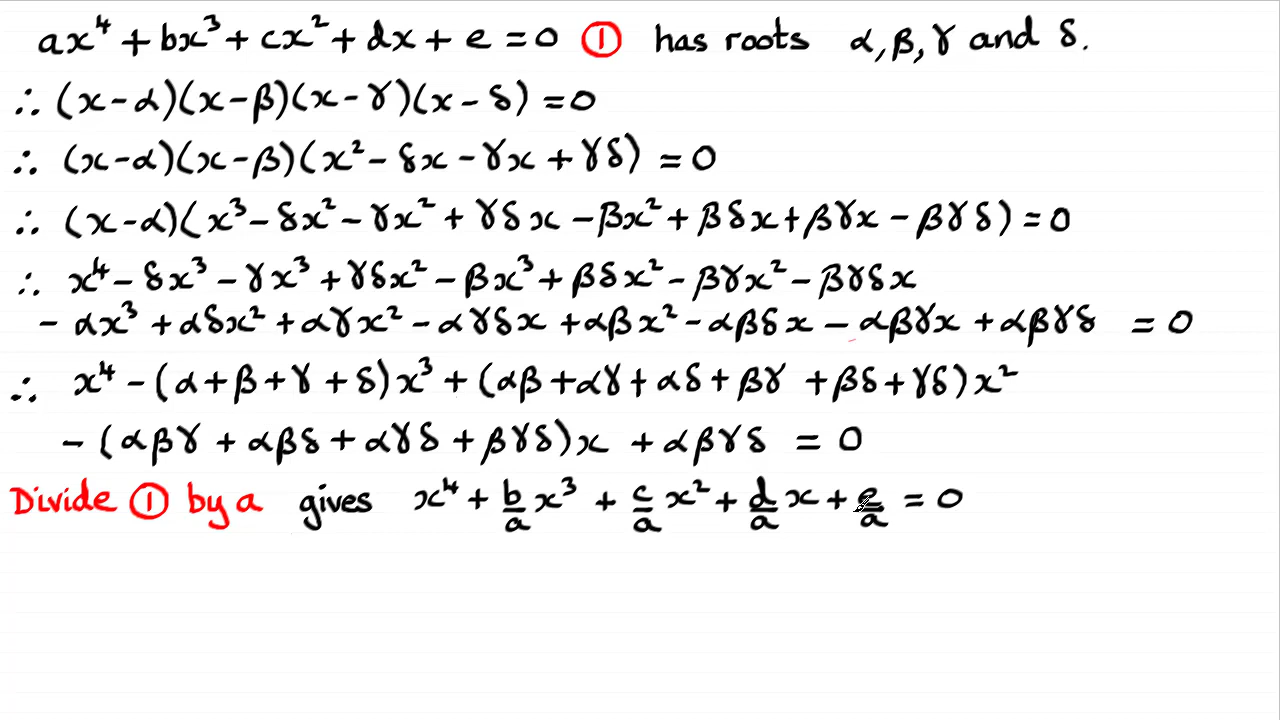 ax⁴ + bx³ + cx² + dx + e = 0 ① has roots α, β, γ and δ.
∴ (x-α)(x-β)(x-γ)(x-δ) = 0
∴ (x-α)(x-β)(x² - δx - γx + γδ) = 0
∴ (x-α)(x³ - δx² - γx² + γδx - βx² + βδx + βγx - βγδ) = 0
∴ x⁴ - δx³ - γx³ + γδx² - βx³ + βδx² - βγx² - βγδx
- αx³ + αδx² + αγx² - αγδx + αβx² - αβδx - αβγx + αβγδ = 0
∴ x⁴ - (α+β+γ+δ)x³ + (αβ+αγ+αδ+βγ+βδ+γδ)x²
- (αβγ + αβδ + αγδ + βγδ)x + αβγδ = 0
Divide ① by a gives x⁴ + b/a x³ + c/a x² + d/a x + e/a = 0